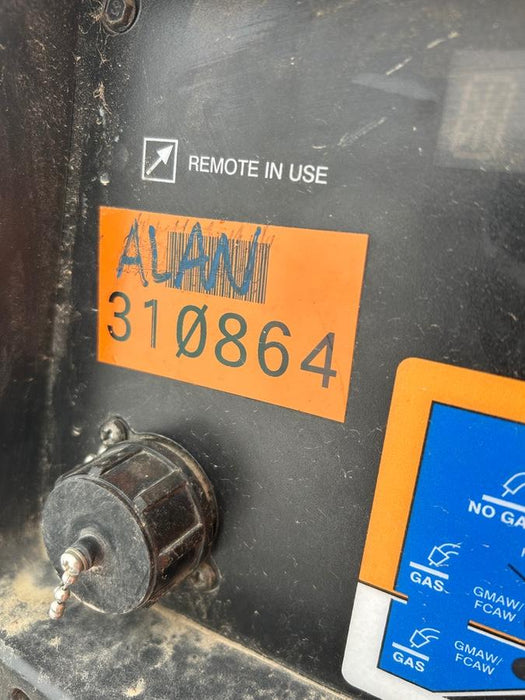 REMOTE IN USE
ALAN
310864
NO GA
GAS
GMAW/
FCAW
GAS
GMAW/
FCAW